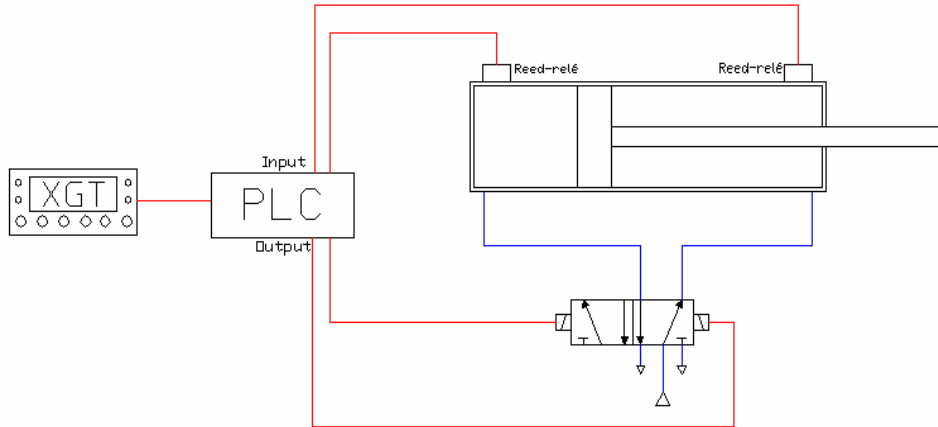 Reed-relé
Reed-relé
Input
XGT
PLC
Output